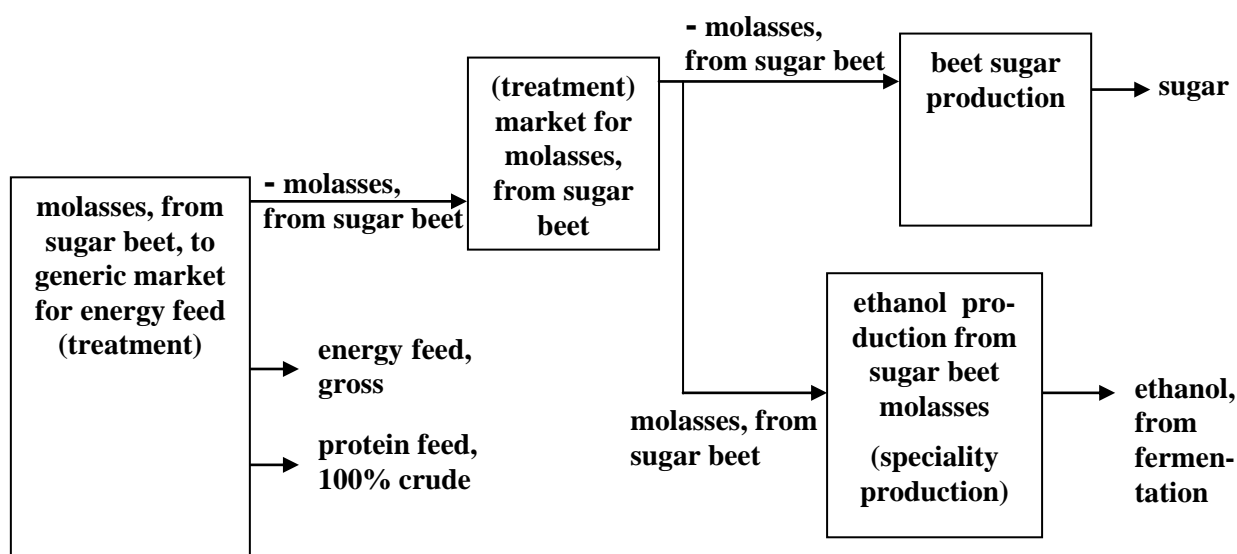 - molasses,
from sugar beet
beet sugar
production
sugar
(treatment)
market for
molasses,
from sugar
beet
- molasses,
from sugar beet
molasses, from
sugar beet, to
generic market
for energy feed
(treatment)
energy feed,
gross
protein feed,
100% crude
molasses, from
sugar beet
ethanol pro-
duction from
sugar beet
molasses
(speciality
production)
ethanol,
from
fermen-
tation